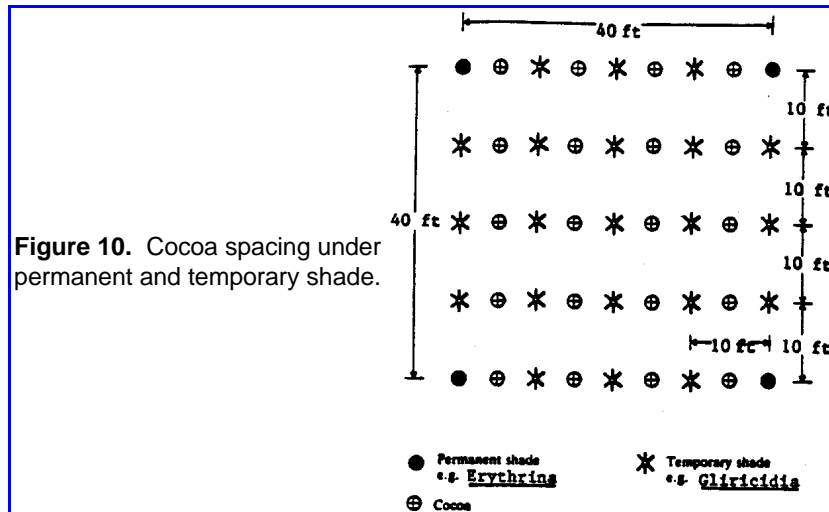 40 ft
10 ft
10 ft
40 ft
Figure 10. Cocoa spacing under
permanent and temporary shade.
10 ft
10 ft
10 ft
Permanent shade
e.g. Erythrina
Temporary shade
e.g. Gliricidia
Cocoa